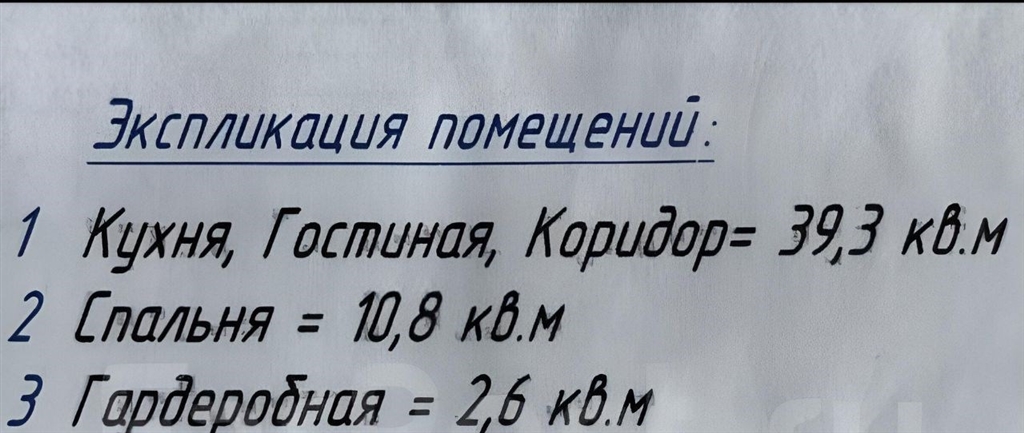 Экспликация помещений:
1 Кухня, Гостиная, Коридор= 39,3 кв.м
2 Спальня = 10,8 кв.м
3 Гардеробная = 2,6 кв.м